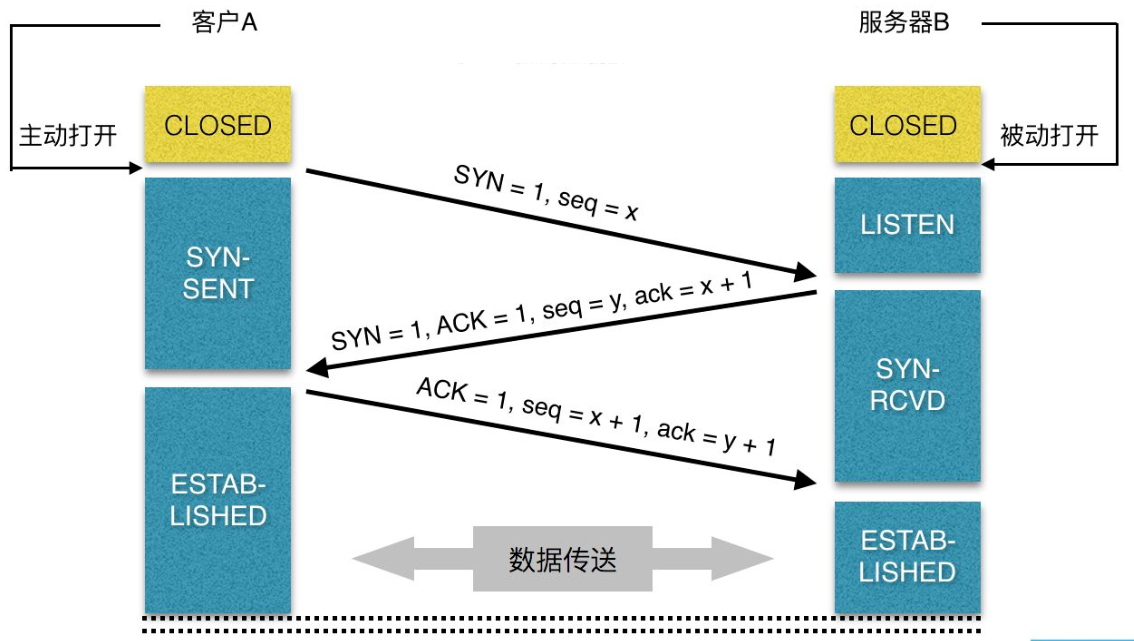 客户A
服务器B
CLOSED
CLOSED
主动打开
被动打开
SYN = 1, seq = x
LISTEN
SYN-
SENT
SYN = 1, ACK = 1, seq = y, ack = x + 1
SYN-
RCVD
ACK = 1, seq = x + 1, ack = y + 1
ESTAB-
LISHED
数据传送
ESTAB-
LISHED